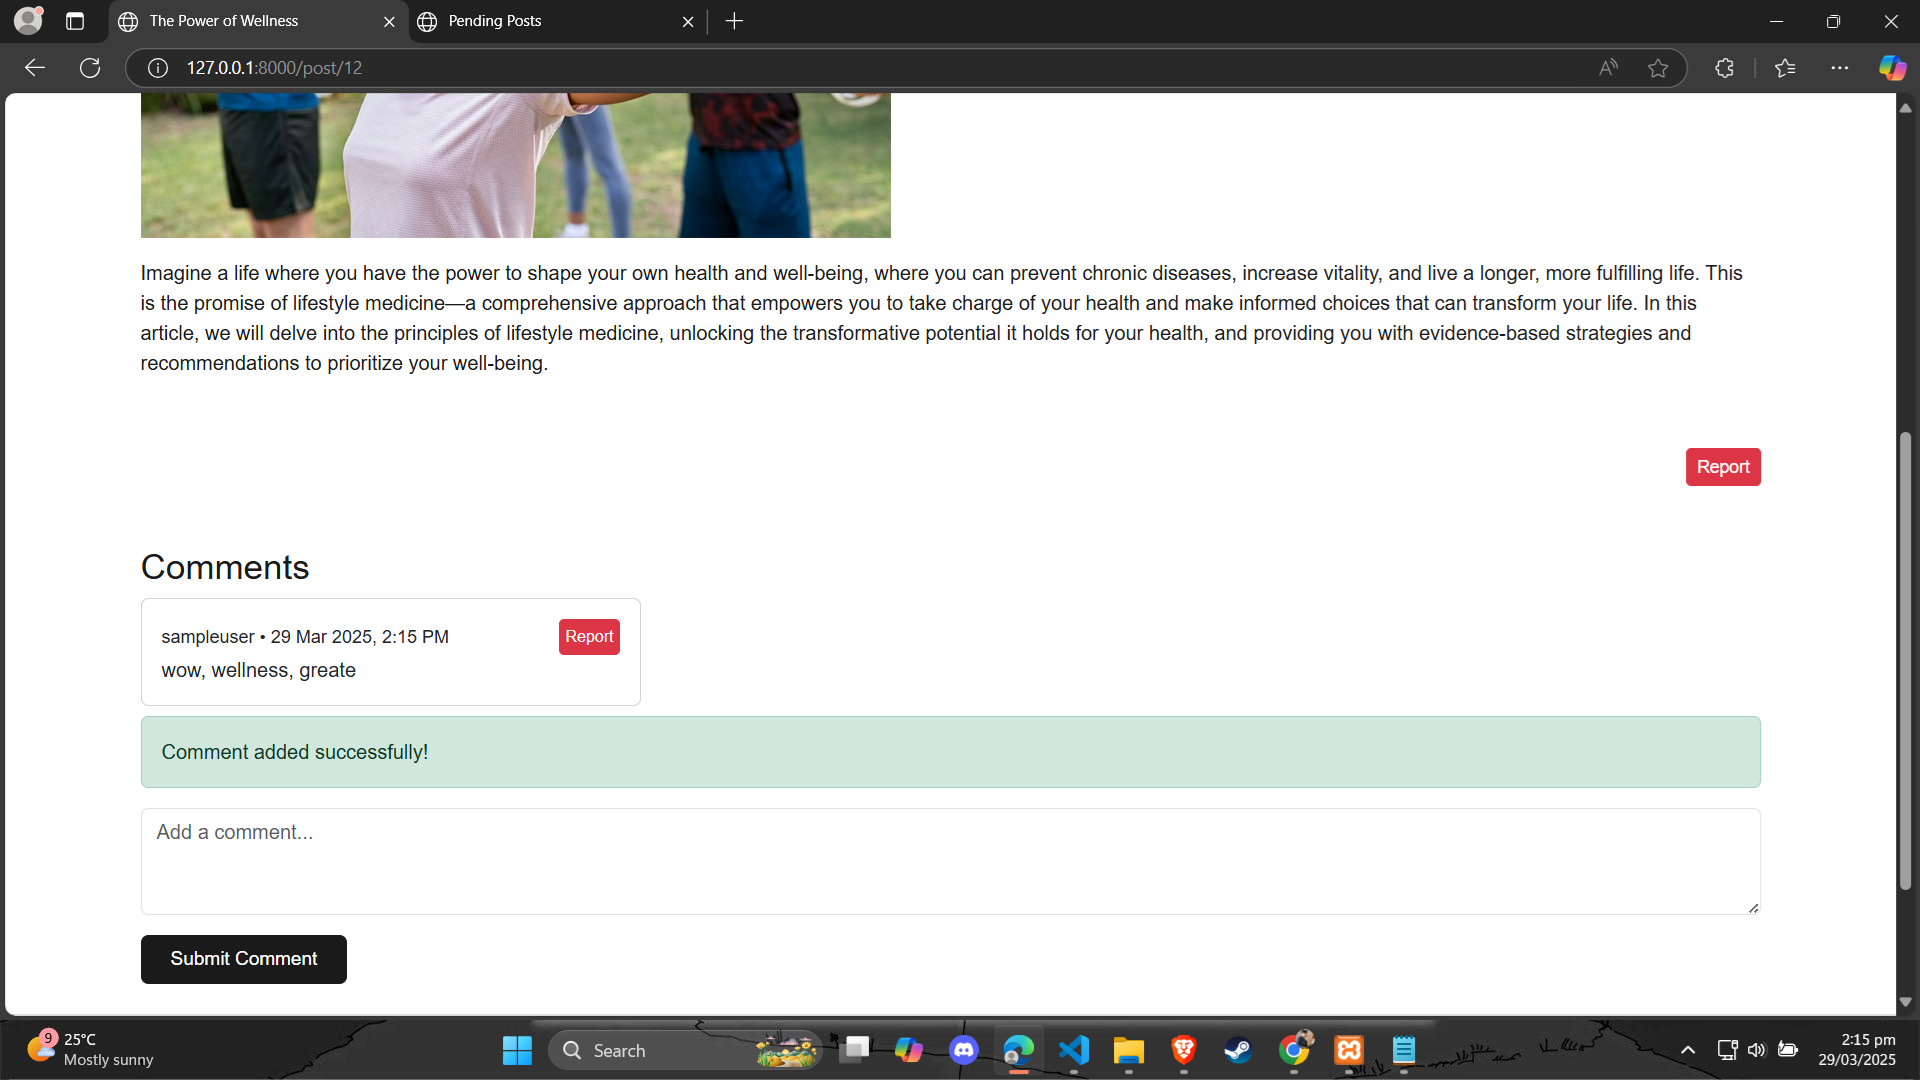 The Power of Wellness
Pending Posts
127.0.0.1:8000/post/12
Imagine a life where you have the power to shape your own health and well-being, where you can prevent chronic diseases, increase vitality, and live a longer, more fulfilling life. This
is the promise of lifestyle medicine—a comprehensive approach that empowers you to take charge of your health and make informed choices that can transform your life. In this
article, we will delve into the principles of lifestyle medicine, unlocking the transformative potential it holds for your health, and providing you with evidence-based strategies and
recommendations to prioritize your well-being.
Report
Comments
sampleuser • 29 Mar 2025, 2:15 PM
Report
wow, wellness, greate
Comment added successfully!
Add a comment...
Submit Comment
9
25°C
Mostly sunny
Search
2:15 pm
29/03/2025